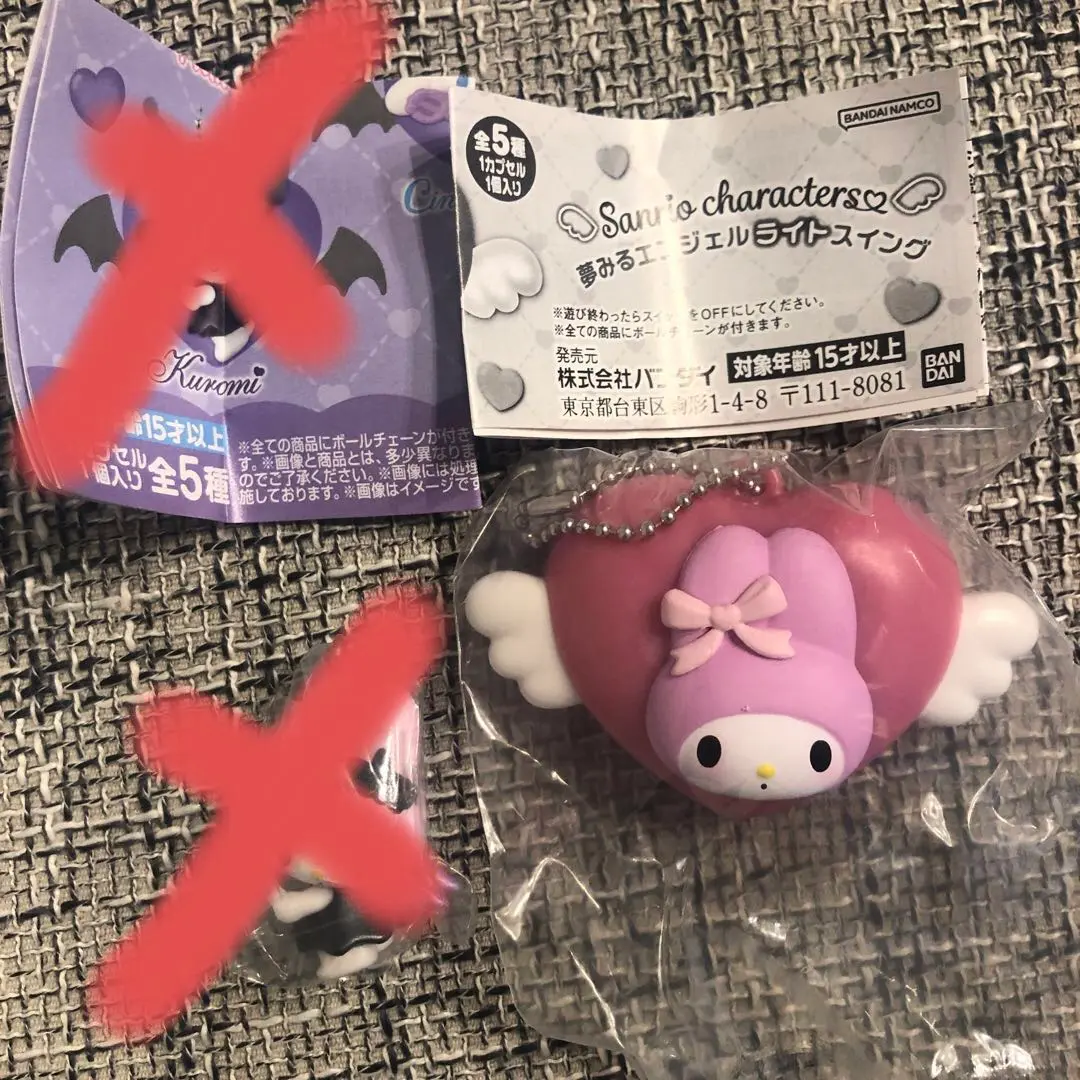 Cin
Kuromi
齢15才以上
プセル
個入り 全5種
※全ての商品にボールチェーンが付き
す。※画像と商品とは、多少異なりま
のでご了承ください。※画像には処理
施しております。※画像はイメージです
BANDAI NAMCO
全5種
1カプセル
1個入り
Sanrio characters
夢みるエンジェルライトスイング
※遊び終わったらスイッチをOFFにしてください。
※全ての商品にボールチェーンが付きます。
発売元
株式会社バンダイ 対象年齢15才以上
BAN
DAI
東京都台東区駒形1-4-8 〒111-8081